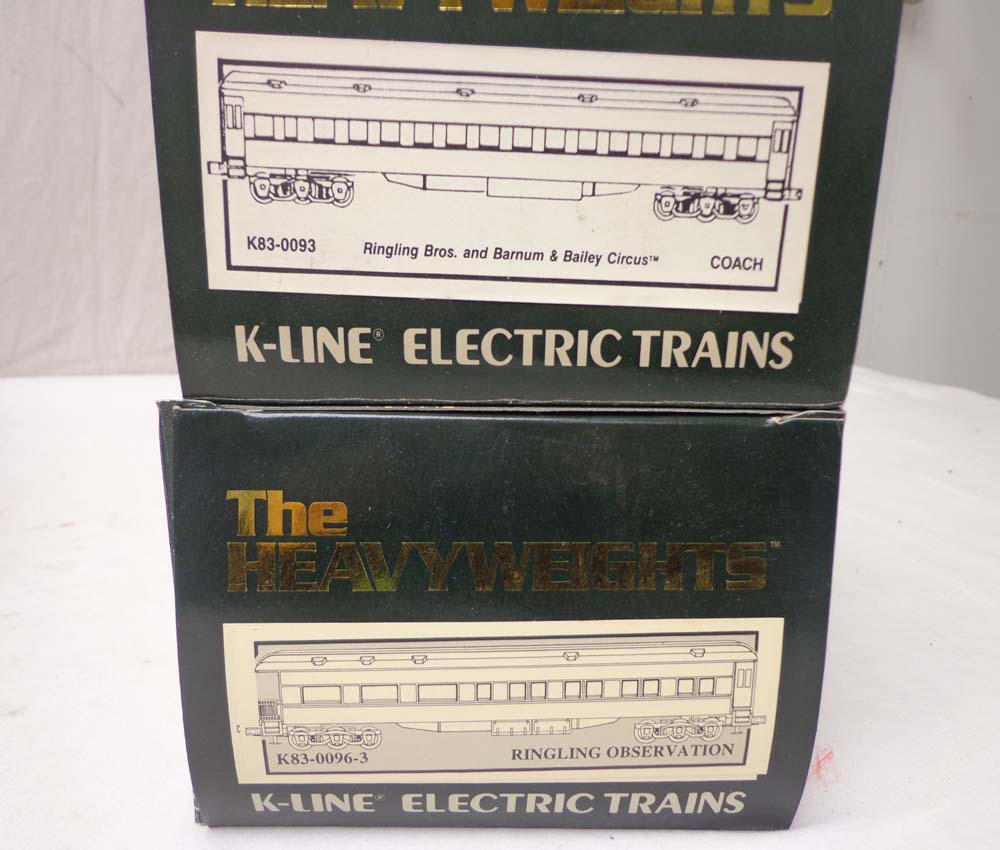 HEAVYWEIGHTS
K83-0093 Ringling Bros. and Barnum & Bailey Circus™ COACH
K-LINE® ELECTRIC TRAINS
The
HEAVYWEIGHTS™
K83-0096-3 RINGLING OBSERVATION
K-LINE® ELECTRIC TRAINS